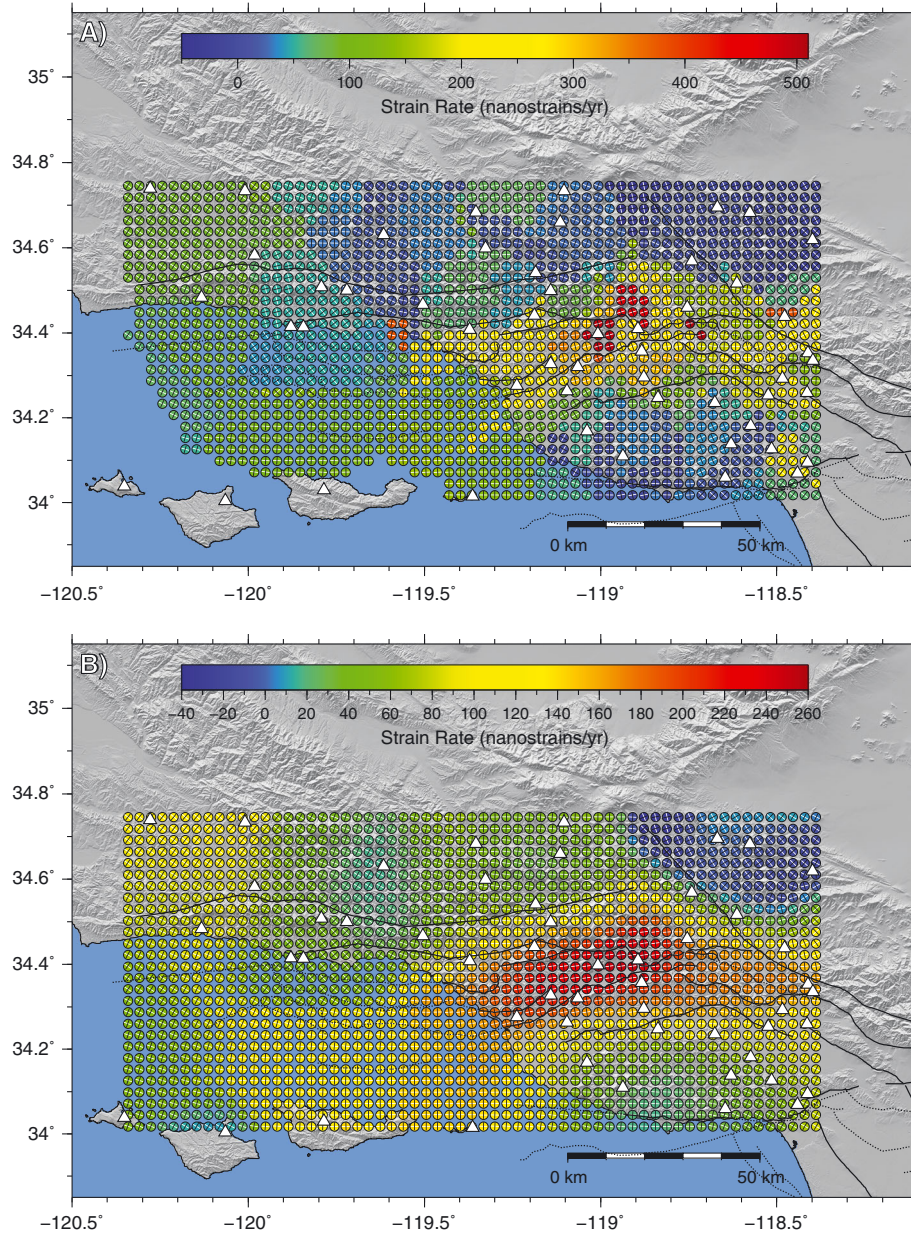 A)
0 100 200 300 400 500
Strain Rate (nanostrains/yr)
35˚
34.8˚
34.6˚
34.4˚
34.2˚
34˚
0 km 50 km
−120.5˚ −120˚ −119.5˚ −119˚ −118.5˚
B)
−40 −20 0 20 40 60 80 100 120 140 160 180 200 220 240 260
Strain Rate (nanostrains/yr)
35˚
34.8˚
34.6˚
34.4˚
34.2˚
34˚
0 km 50 km
−120.5˚ −120˚ −119.5˚ −119˚ −118.5˚